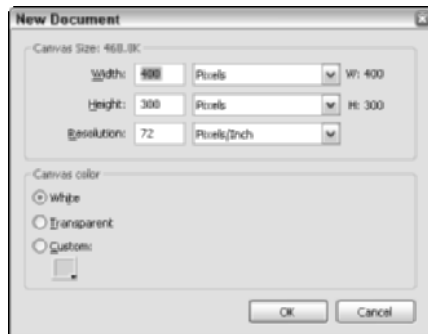 New Document
Canvas Size: 468.8K
Width: 400 Pixels W: 400
Height: 300 Pixels H: 300
Resolution: 72 Pixels/Inch
Canvas color
White
Transparent
Custom:
OK Cancel